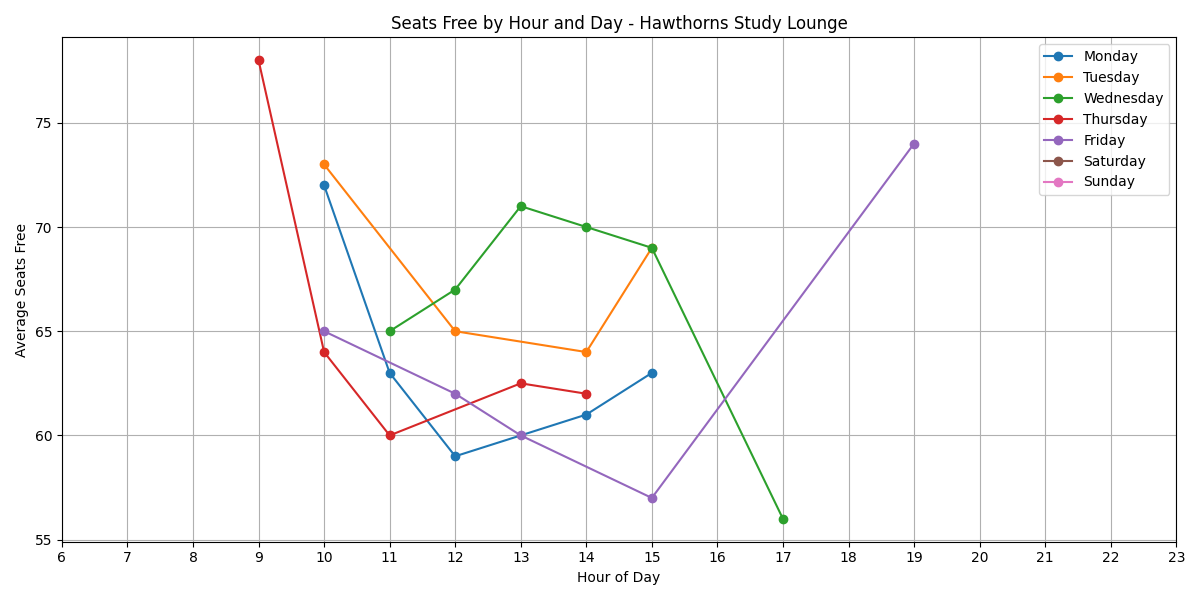 Seats Free by Hour and Day - Hawthorns Study Lounge
Average Seats Free
75
70
65
60
55
Monday
Tuesday
Wednesday
Thursday
Friday
Saturday
Sunday
6 7 8 9 10 11 12 13 14 15 16 17 18 19 20 21 22 23
Hour of Day